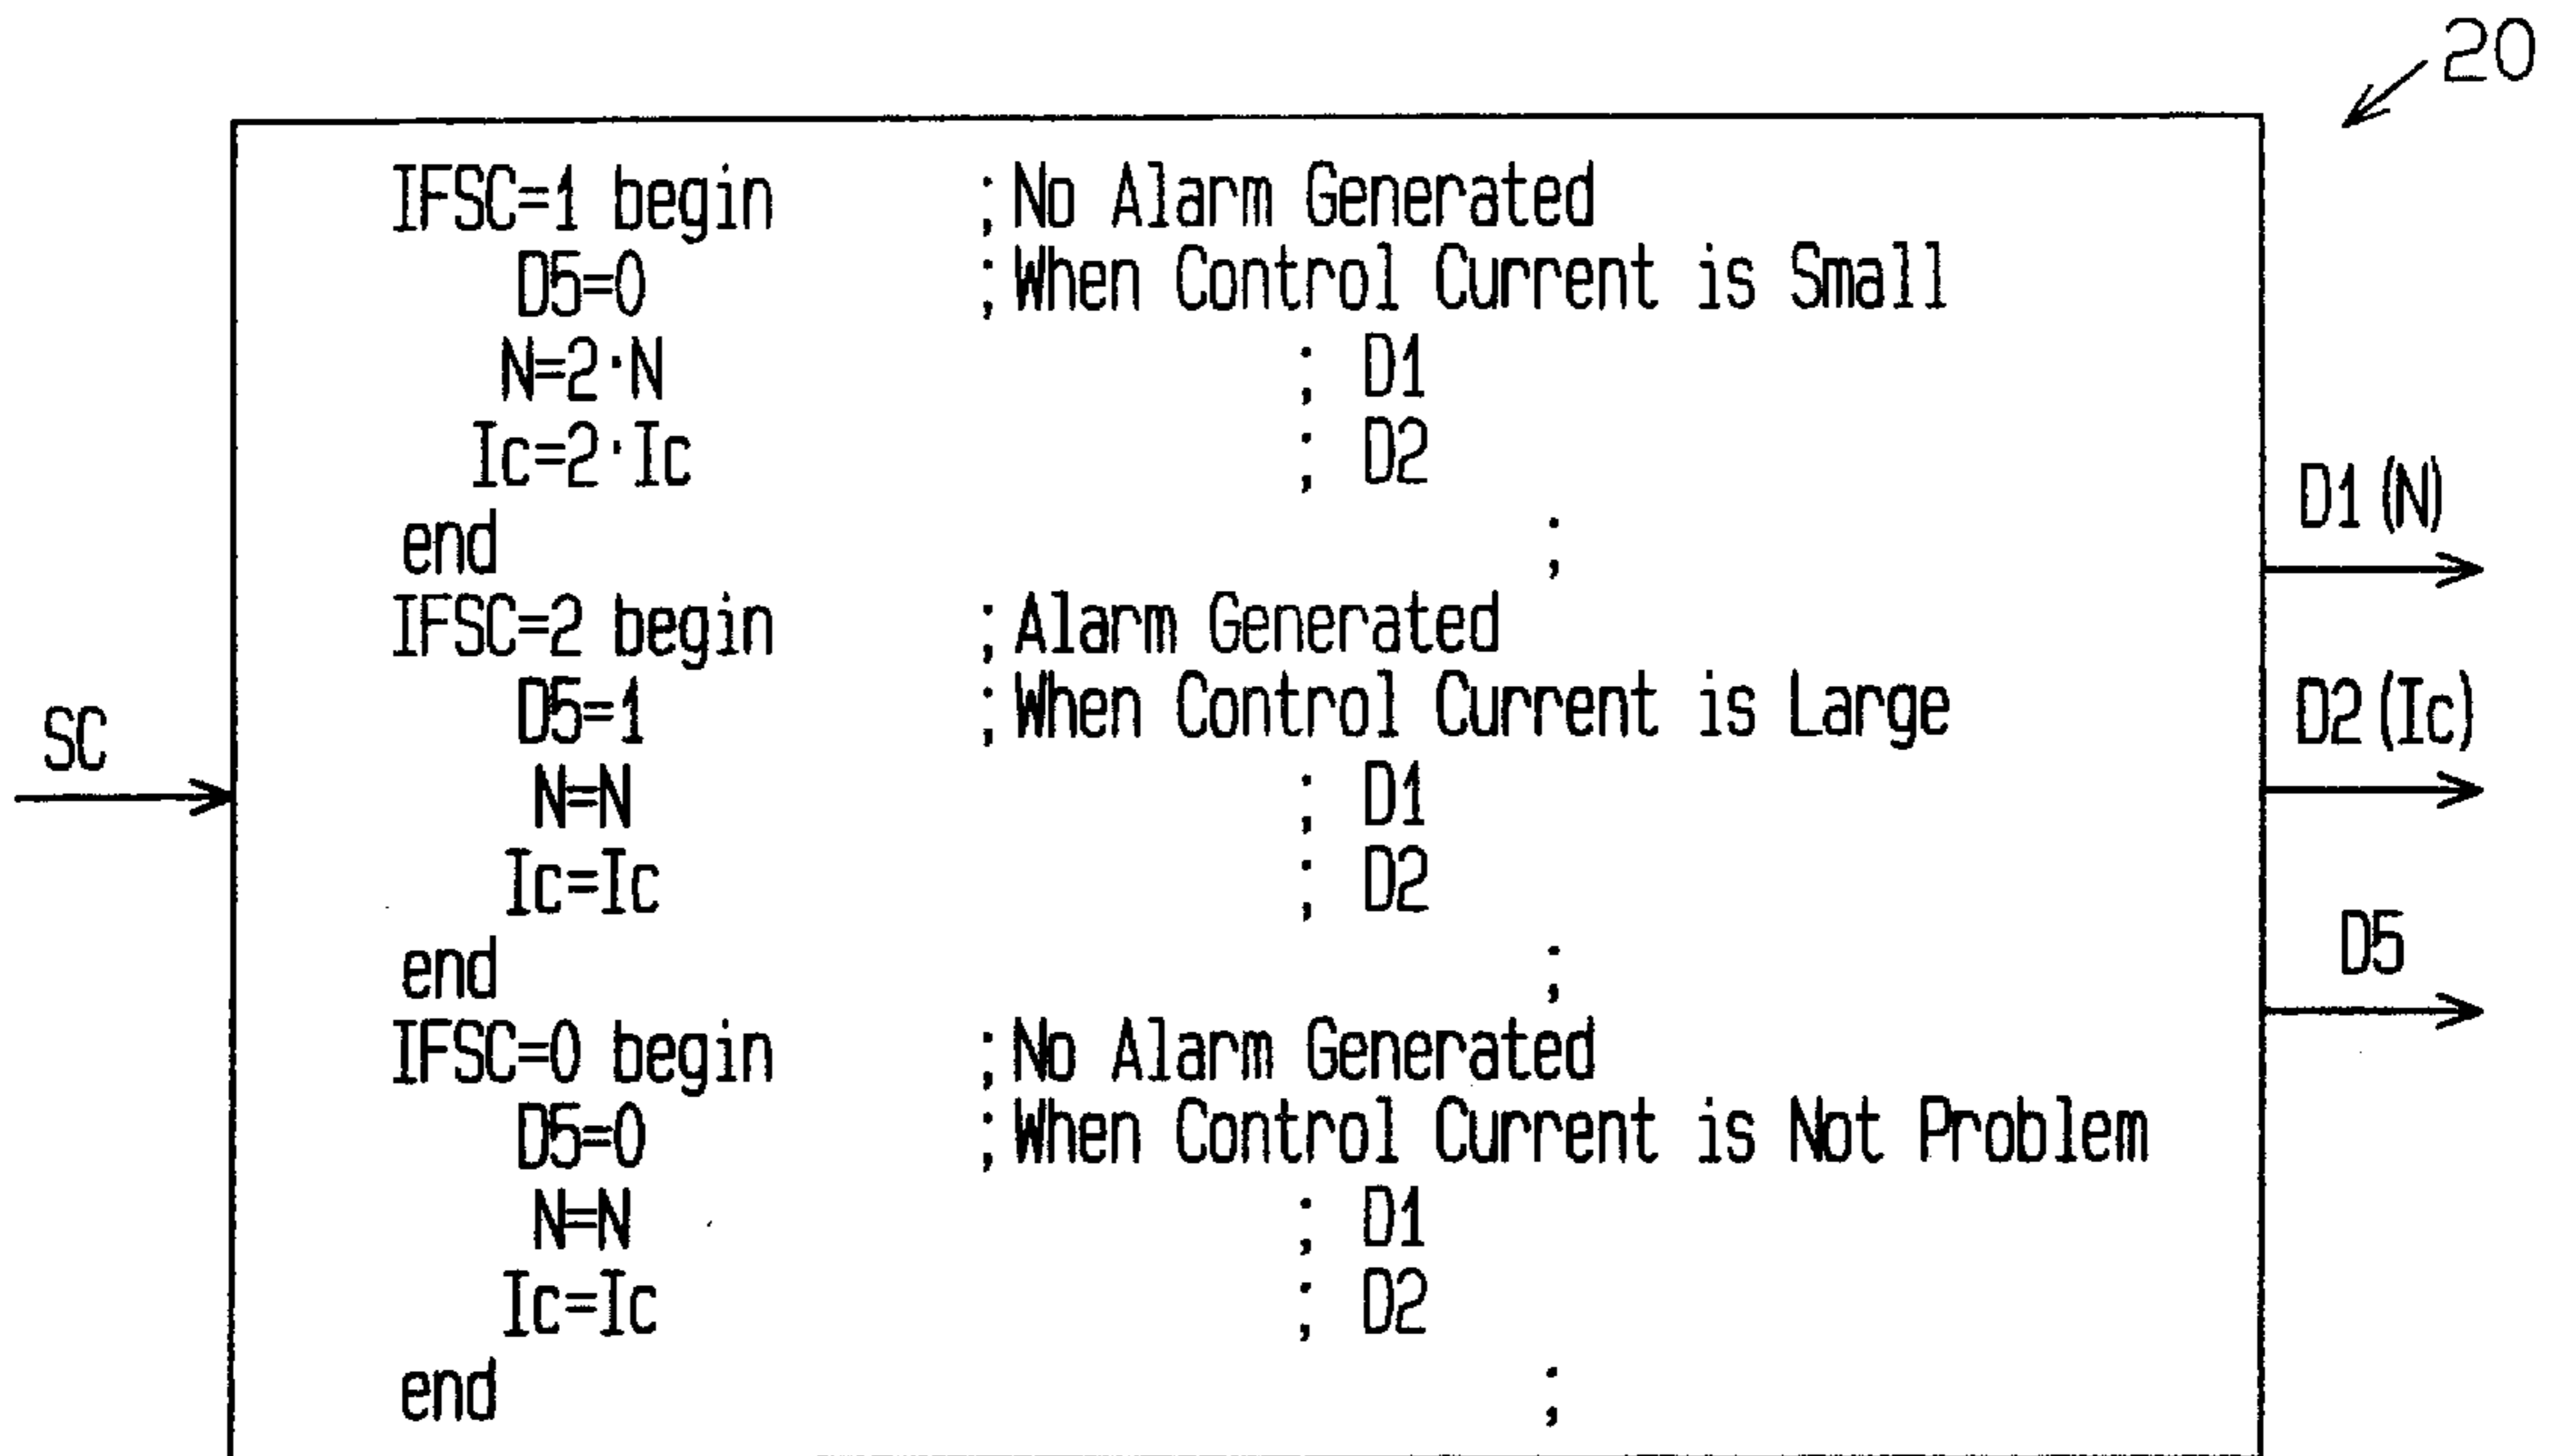 20
IFSC=1 begin ;No Alarm Generated
D5=0 ;When Control Current is Small
N=2·N ; D1
Ic=2·Ic ; D2
end ;
IFSC=2 begin ;Alarm Generated
D5=1 ;When Control Current is Large
N=N ; D1
Ic=Ic ; D2
end ;
IFSC=0 begin ;No Alarm Generated
D5=0 ;When Control Current is Not Problem
N=N ; D1
Ic=Ic ; D2
end ;
SC
D1(N)
D2(Ic)
D5